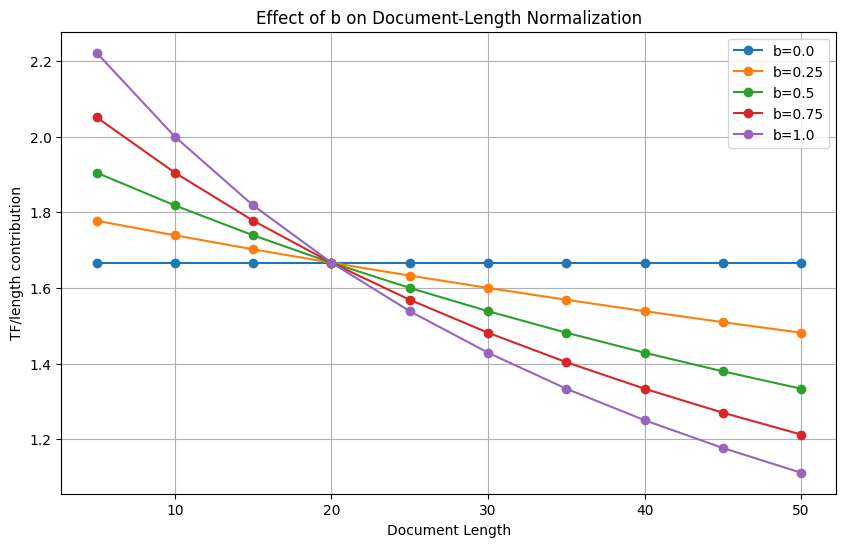 Effect of b on Document-Length Normalization
b=0.0
b=0.25
b=0.5
b=0.75
b=1.0
TF/length contribution
2.2
2.0
1.8
1.6
1.4
1.2
10
20
30
40
50
Document Length